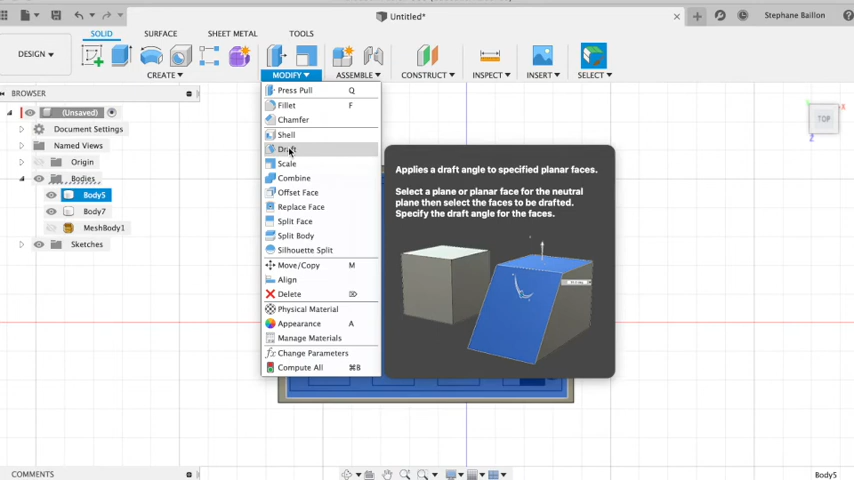 Untitled*
Stephane Baillon
DESIGN
SOLID SURFACE SHEET METAL TOOLS
CREATE MODIFY ASSEMBLE CONSTRUCT INSPECT INSERT SELECT
BROWSER
(Unsaved)
Document Settings
Named Views
Origin
Bodies
Body5
Body7
MeshBody1
Sketches
Press Pull Q
Fillet F
Chamfer
Shell
Draft
Scale
Combine
Offset Face
Replace Face
Split Face
Split Body
Silhouette Split
Move/Copy M
Align
Delete
Physical Material
Appearance A
Manage Materials
fx Change Parameters
Compute All ⌘B
Applies a draft angle to specified planar faces.
Select a plane or planar face for the neutral
plane then select the faces to be drafted.
Specify the draft angle for the faces.
TOP
Z
COMMENTS
Body5